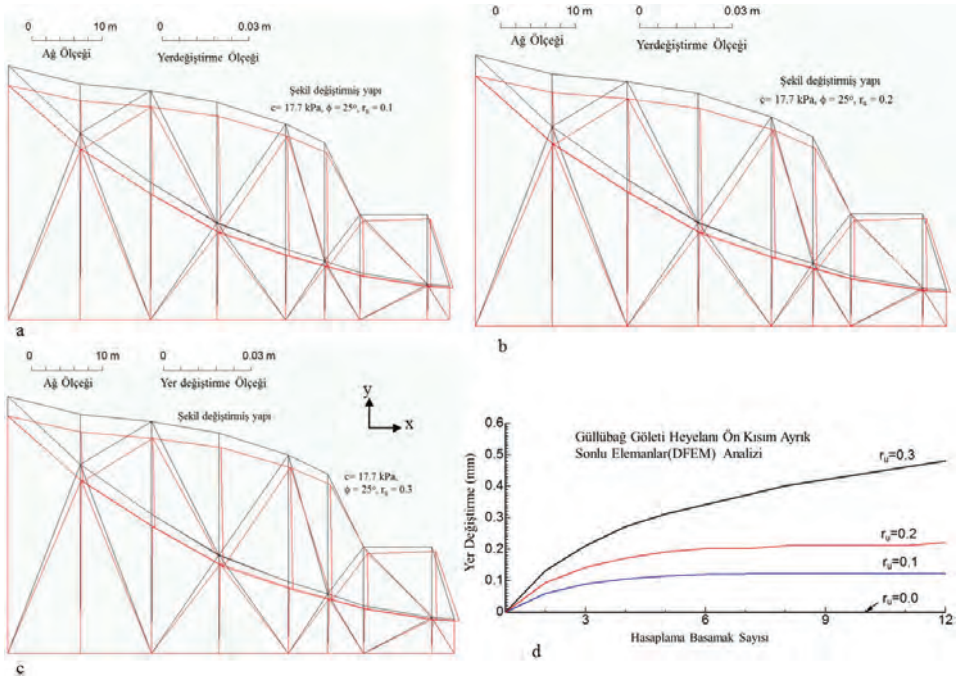 0 10 m 0 0.03 m
Ağ Ölçeği Yerdeğiştirme Ölçeği
Şekil değiştirmiş yapı
c= 17.7 kPa, ϕ = 25°, ru = 0.1
a
0 10 m 0 0.03 m
Ağ Ölçeği Yerdeğiştirme Ölçeği
Şekil değiştirmiş yapı
c= 17.7 kPa, ϕ = 25°, ru = 0.2
b
0 10 m 0 0.03 m
Ağ Ölçeği Yer değiştirme Ölçeği
y
x
Şekil değiştirmiş yapı
c= 17.7 kPa,
ϕ = 25°, ru = 0.3
c
Güllübağ Göleti Heyelanı Ön Kısım Ayrık
Sonlu Elemanlar(DFEM) Analizi
Yer Değiştirme (mm)
0.6
0.5
0.4
0.3
0.2
0.1
0
ru=0.3
ru=0.2
ru=0.1
ru=0.0
3 6 9 12
Hasaplama Basamak Sayısı
d